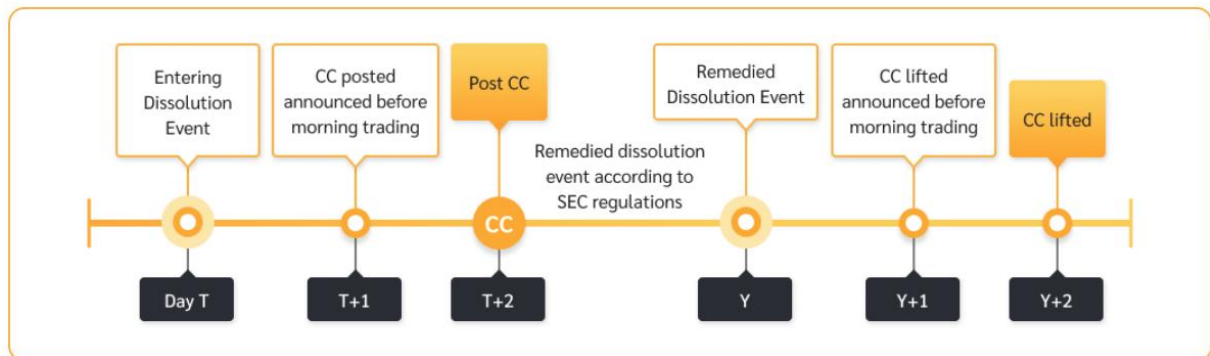 Entering
Dissolution
Event
CC posted
announced before
morning trading
Post CC
Remedied dissolution
event according to
SEC regulations
Remedied
Dissolution Event
CC lifted
announced before
morning trading
CC lifted
CC
Day T
T+1
T+2
Y
Y+1
Y+2